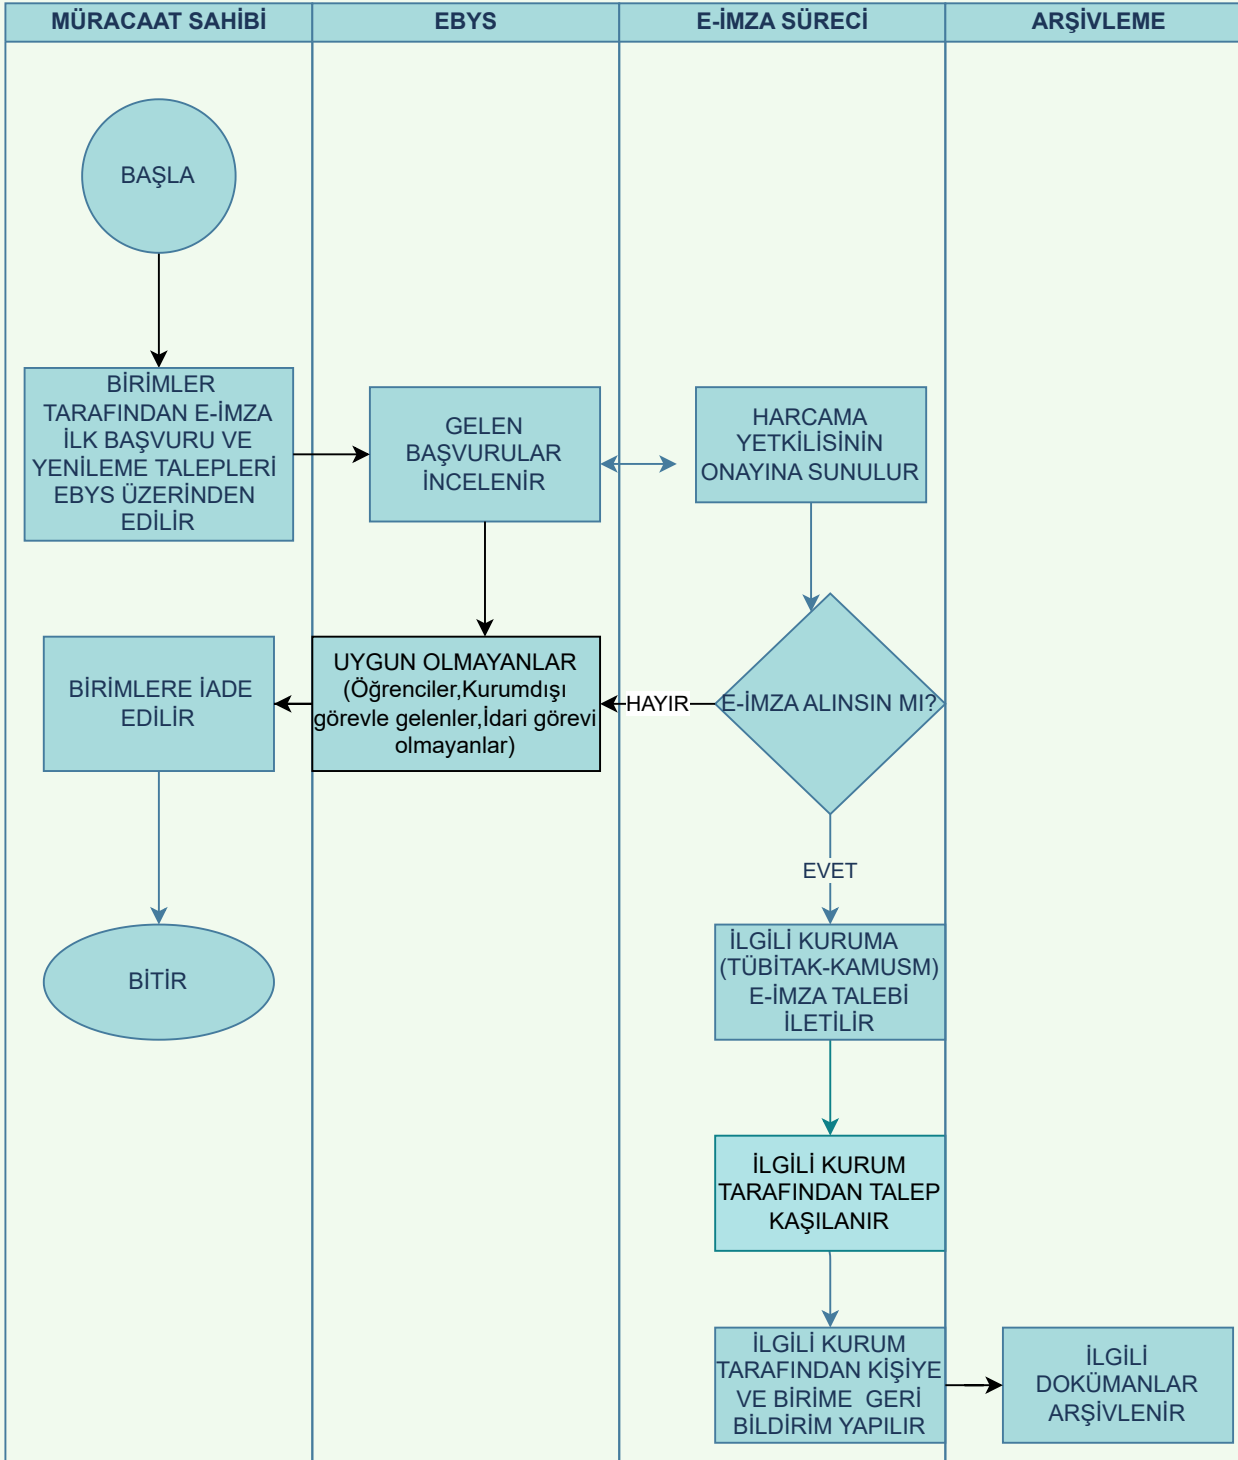 MÜRACAAT SAHİBİ
EBYS
E-İMZA SÜRECİ
ARŞİVLEME
BAŞLA
BİRİMLER
TARAFINDAN E-İMZA
İLK BAŞVURU VE
YENİLEME TALEPLERİ
EBYS ÜZERİNDEN
EDİLİR
GELEN
BAŞVURULAR
İNCELENİR
HARCAMA
YETKİLİSİNİN
ONAYINA SUNULUR
BİRİMLERE İADE
EDİLİR
UYGUN OLMAYANLAR
(Öğrenciler,Kurumdışı
görevle gelenler,İdari görevi
olmayanlar)
HAYIR
E-İMZA ALINSIN MI?
EVET
BİTİR
İLGİLİ KURUMA
(TÜBİTAK-KAMUSM)
E-İMZA TALEBİ
İLETİLİR
İLGİLİ KURUM
TARAFINDAN TALEP
KAŞILANIR
İLGİLİ KURUM
TARAFINDAN KİŞİYE
VE BİRİME  GERİ
BİLDİRİM YAPILIR
İLGİLİ
DOKÜMANLAR
ARŞİVLENİR